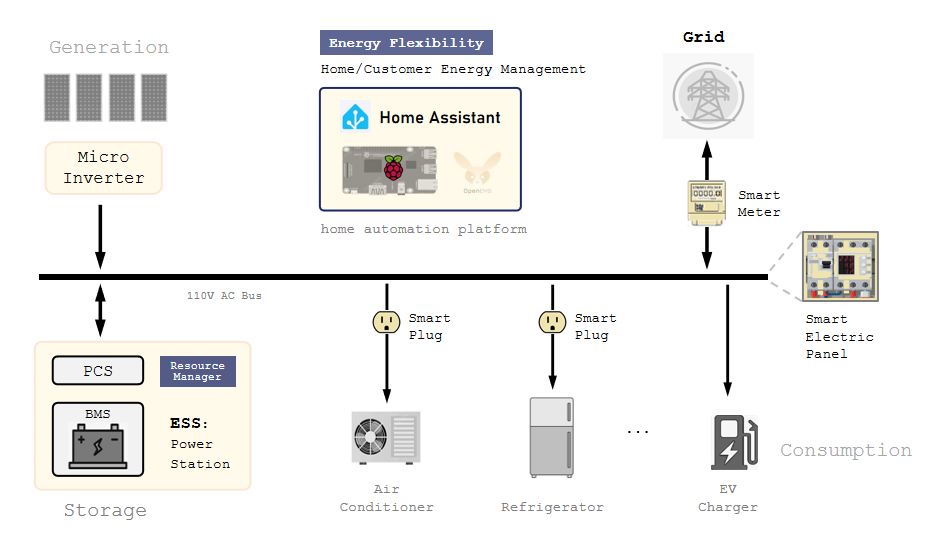 Generation
Energy Flexibility
Grid
Home/Customer Energy Management
Home Assistant
OpenEMS
Micro
Inverter
Smart
Meter
home automation platform
110V AC Bus
Smart
Plug
Smart
Plug
Smart
Electric
Panel
PCS
Resource
Manager
BMS
ESS:
Power
Station
...
Air
Conditioner
Refrigerator
EV
Charger
Consumption
Storage